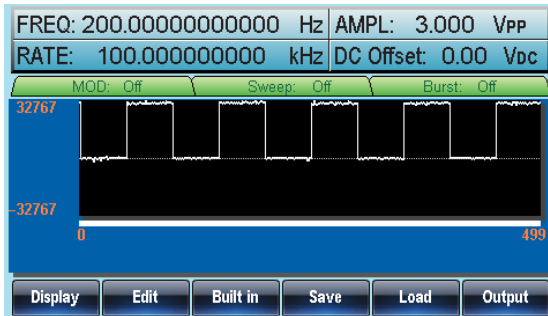 FREQ: 200.00000000000 Hz AMPL: 3.000 VPP
RATE: 100.000000000 kHz DC Offset: 0.00 VDC
MOD: Off Sweep: Off Burst: Off
32767
-32767
0 499
Display Edit Built in Save Load Output